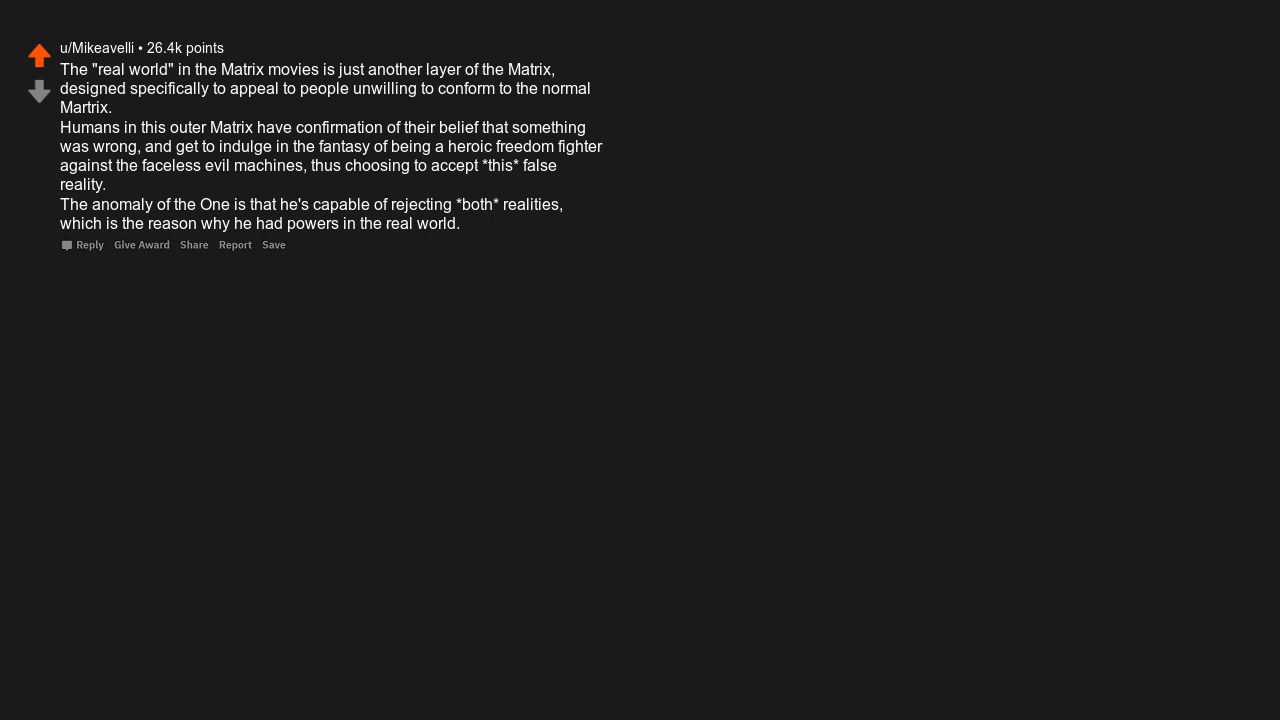 u/Mikeavelli • 26.4k points
The "real world" in the Matrix movies is just another layer of the Matrix,
designed specifically to appeal to people unwilling to conform to the normal
Martrix.
Humans in this outer Matrix have confirmation of their belief that something
was wrong, and get to indulge in the fantasy of being a heroic freedom fighter
against the faceless evil machines, thus choosing to accept *this* false
reality.
The anomaly of the One is that he's capable of rejecting *both* realities,
which is the reason why he had powers in the real world.
Reply Give Award Share Report Save